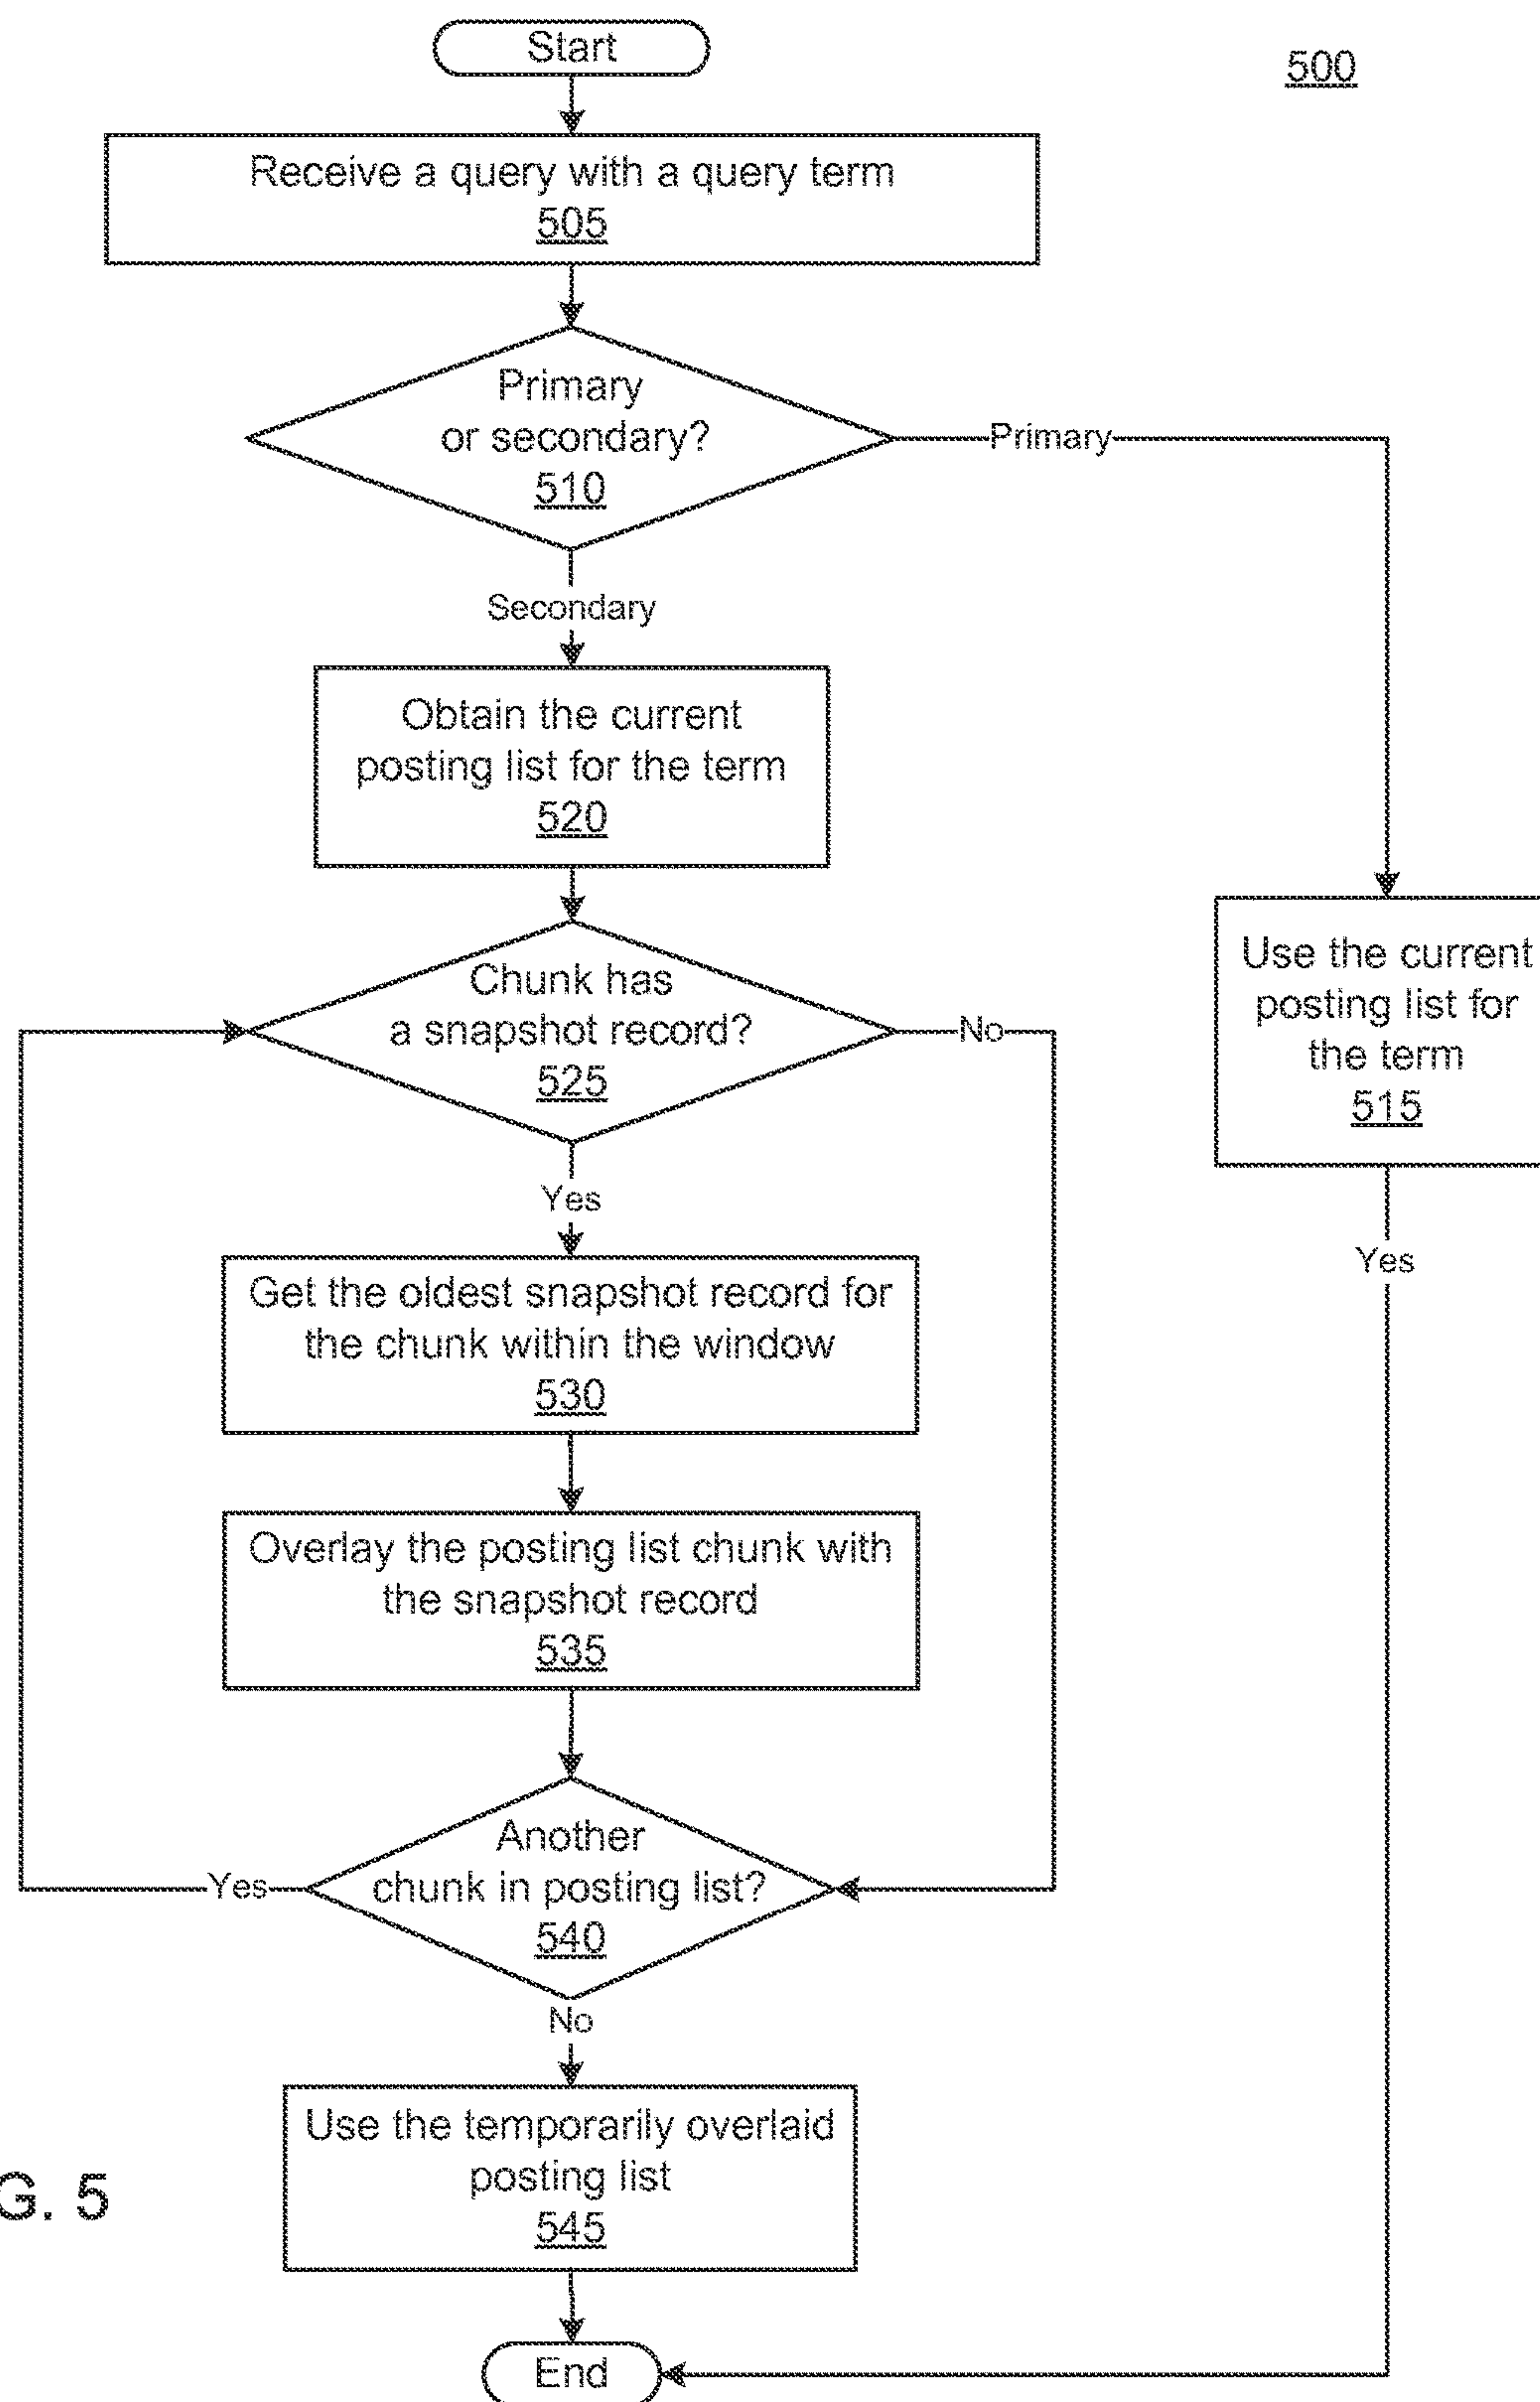 Start
500
Receive a query with a query term
505
Primary
or secondary?
510
Primary
Secondary
Obtain the current
posting list for the term
520
Chunk has
a snapshot record?
525
No
Use the current
posting list for
the term
515
Yes
Yes
Get the oldest snapshot record for
the chunk within the window
530
Overlay the posting list chunk with
the snapshot record
535
Another
chunk in posting list?
540
Yes
No
Use the temporarily overlaid
posting list
545
G. 5
End